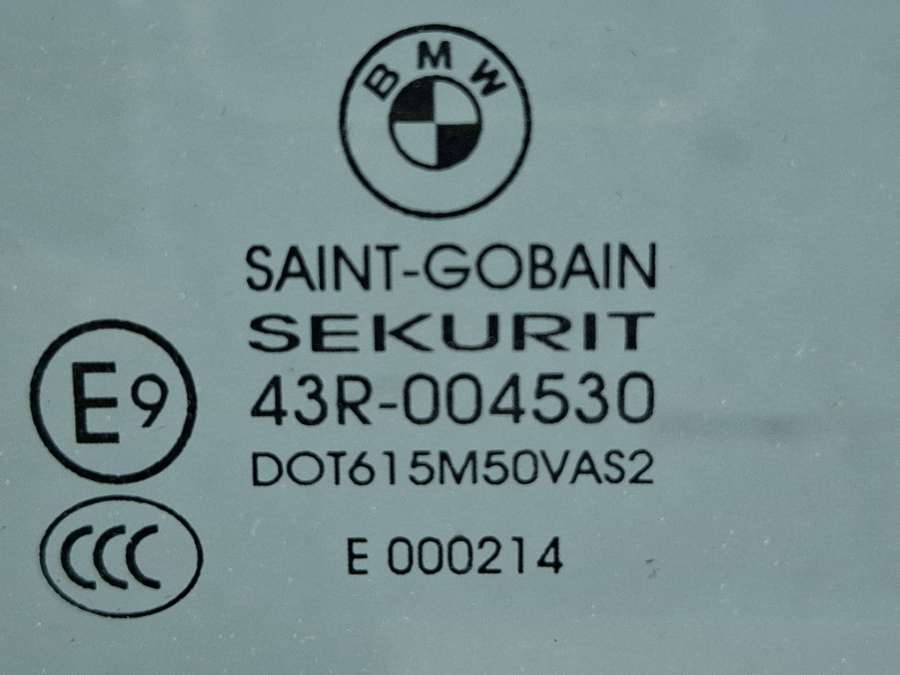 BMW
SAINT-GOBAIN
SEKURIT
E9
43R-004530
DOT615M50VAS2
CCC
E 000214